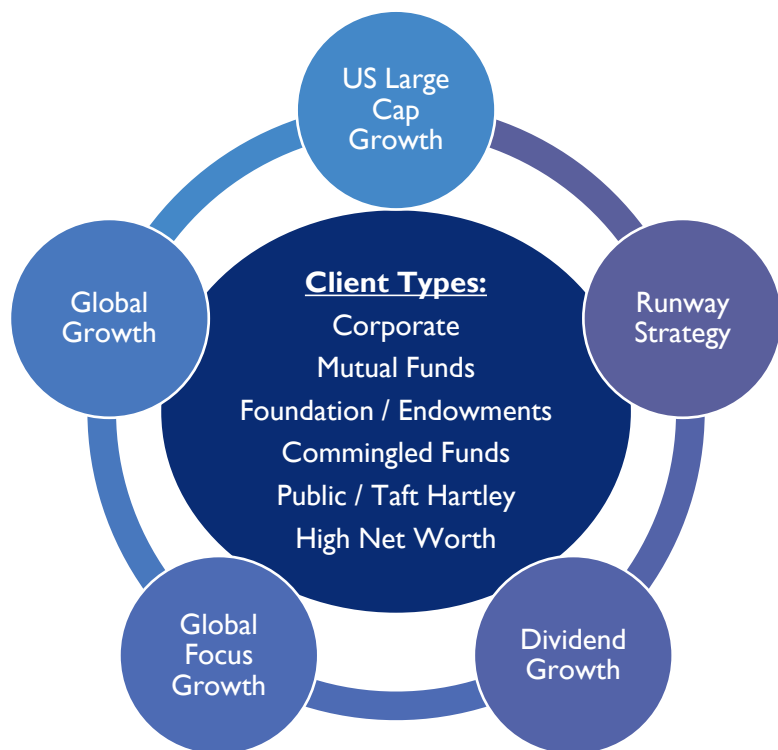 US Large
Cap
Growth
Runway
Strategy
Dividend
Growth
Global
Focus
Growth
Global
Growth
Client Types:
Corporate
Mutual Funds
Foundation / Endowments
Commingled Funds
Public / Taft Hartley
High Net Worth